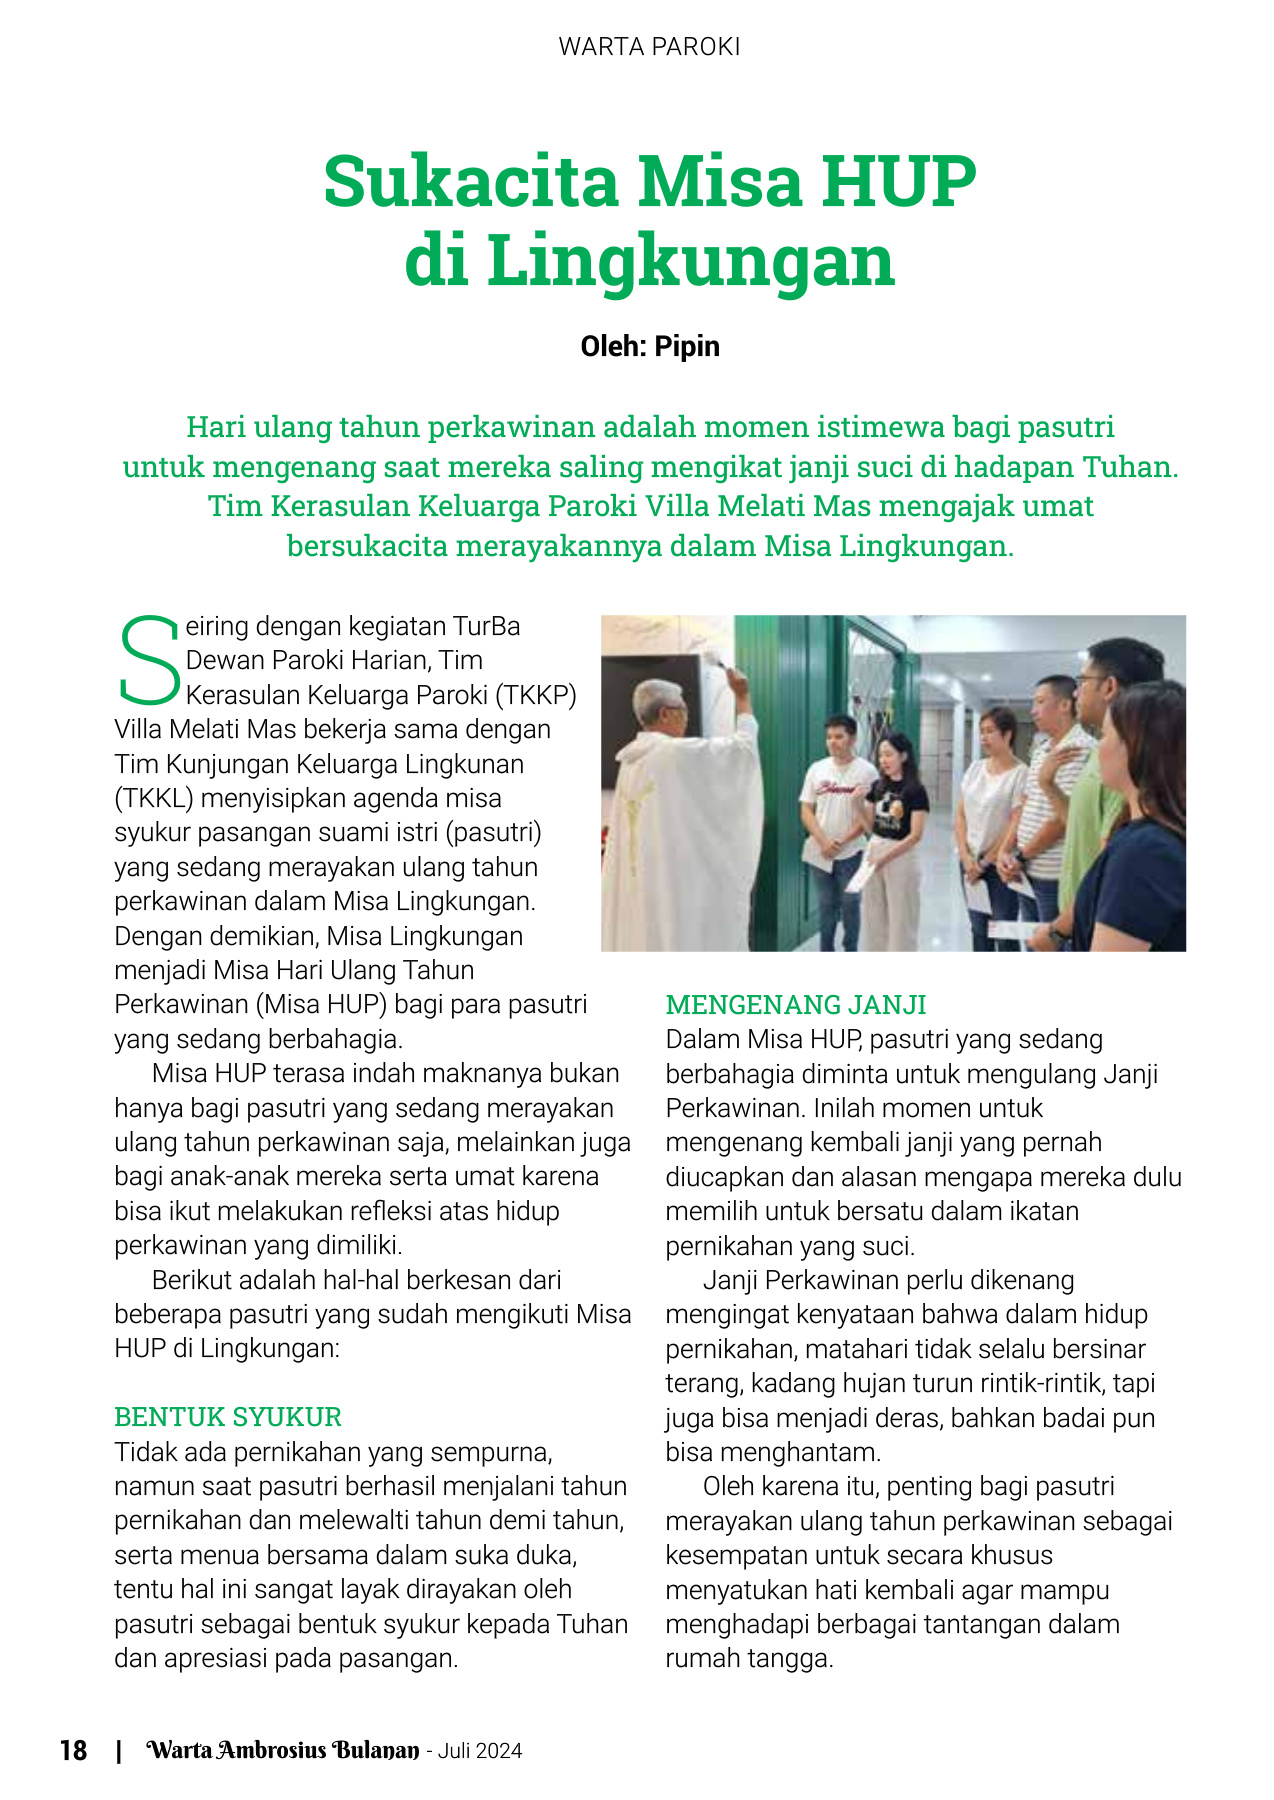 WARTA PAROKI
Sukacita Misa HUP
di Lingkungan
Oleh: Pipin
Hari ulang tahun perkawinan adalah momen istimewa bagi pasutri
untuk mengenang saat mereka saling mengikat janji suci di hadapan Tuhan.
Tim Kerasulan Keluarga Paroki Villa Melati Mas mengajak umat
bersukacita merayakannya dalam Misa Lingkungan.
Seiring dengan kegiatan TurBa
Dewan Paroki Harian, Tim
Kerasulan Keluarga Paroki (TKKP)
Villa Melati Mas bekerja sama dengan
Tim Kunjungan Keluarga Lingkunan
(TKKL) menyisipkan agenda misa
syukur pasangan suami istri (pasutri)
yang sedang merayakan ulang tahun
perkawinan dalam Misa Lingkungan.
Dengan demikian, Misa Lingkungan
menjadi Misa Hari Ulang Tahun
Perkawinan (Misa HUP) bagi para pasutri
yang sedang berbahagia.
Misa HUP terasa indah maknanya bukan
hanya bagi pasutri yang sedang merayakan
ulang tahun perkawinan saja, melainkan juga
bagi anak-anak mereka serta umat karena
bisa ikut melakukan refleksi atas hidup
perkawinan yang dimiliki.
Berikut adalah hal-hal berkesan dari
beberapa pasutri yang sudah mengikuti Misa
HUP di Lingkungan:
BENTUK SYUKUR
Tidak ada pernikahan yang sempurna,
namun saat pasutri berhasil menjalani tahun
pernikahan dan melewalti tahun demi tahun,
serta menua bersama dalam suka duka,
tentu hal ini sangat layak dirayakan oleh
pasutri sebagai bentuk syukur kepada Tuhan
dan apresiasi pada pasangan.
MENGENANG JANJI
Dalam Misa HUP, pasutri yang sedang
berbahagia diminta untuk mengulang Janji
Perkawinan. Inilah momen untuk
mengenang kembali janji yang pernah
diucapkan dan alasan mengapa mereka dulu
memilih untuk bersatu dalam ikatan
pernikahan yang suci.
Janji Perkawinan perlu dikenang
mengingat kenyataan bahwa dalam hidup
pernikahan, matahari tidak selalu bersinar
terang, kadang hujan turun rintik-rintik, tapi
juga bisa menjadi deras, bahkan badai pun
bisa menghantam.
Oleh karena itu, penting bagi pasutri
merayakan ulang tahun perkawinan sebagai
kesempatan untuk secara khusus
menyatukan hati kembali agar mampu
menghadapi berbagai tantangan dalam
rumah tangga.
18 | Warta Ambrosius Bulanan - Juli 2024